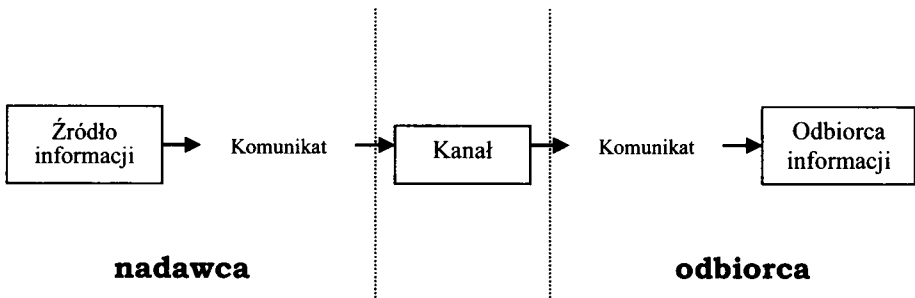 Źródło
informacji
Komunikat
Kanał
Komunikat
Odbiorca
informacji
nadawca
odbiorca